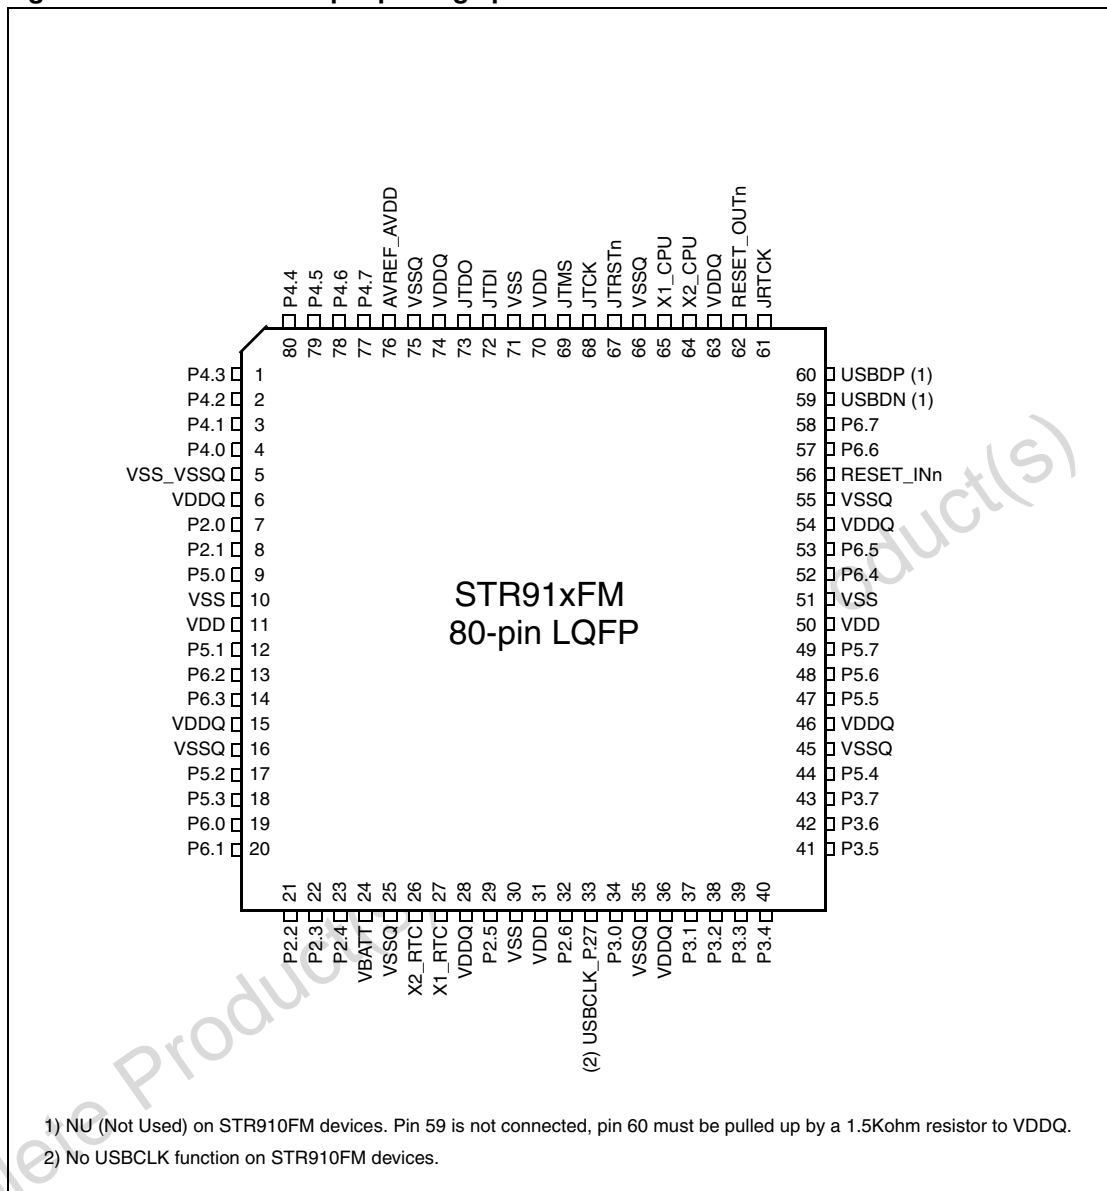 P4.4
P4.5
P4.6
P4.7
AVREF_AVDD
VSSQ
VDDQ
JTDO
JTDI
VSS
VDD
JTMS
JTCK
JTRSTn
VSSQ
X1_CPU
X2_CPU
VDDQ
RESET_OUTn
JRTCK
80
79
78
77
76
75
74
73
72
71
70
69
68
67
66
65
64
63
62
61
P4.3 1
P4.2 2
P4.1 3
P4.0 4
VSS_VSSQ 5
VDDQ 6
P2.0 7
P2.1 8
P5.0 9
VSS 10
VDD 11
P5.1 12
P6.2 13
P6.3 14
VDDQ 15
VSSQ 16
P5.2 17
P5.3 18
P6.0 19
P6.1 20
STR91xFM
80-pin LQFP
60 USBDP (1)
59 USBDN (1)
58 P6.7
57 P6.6
56 RESET_INn
55 VSSQ
54 VDDQ
53 P6.5
52 P6.4
51 VSS
50 VDD
49 P5.7
48 P5.6
47 P5.5
46 VDDQ
45 VSSQ
44 P5.4
43 P3.7
42 P3.6
41 P3.5
21
22
23
24
25
26
27
28
29
30
31
32
33
34
35
36
37
38
39
40
P2.2
P2.3
P2.4
VBATT
VSSQ
X2_RTC
X1_RTC
VDDQ
P2.5
VSS
VDD
P2.6
(2) USBCLK_P2.7
P3.0
VSSQ
VDDQ
P3.1
P3.2
P3.3
P3.4
1) NU (Not Used) on STR910FM devices. Pin 59 is not connected, pin 60 must be pulled up by a 1.5Kohm resistor to VDDQ.
2) No USBCLK function on STR910FM devices.